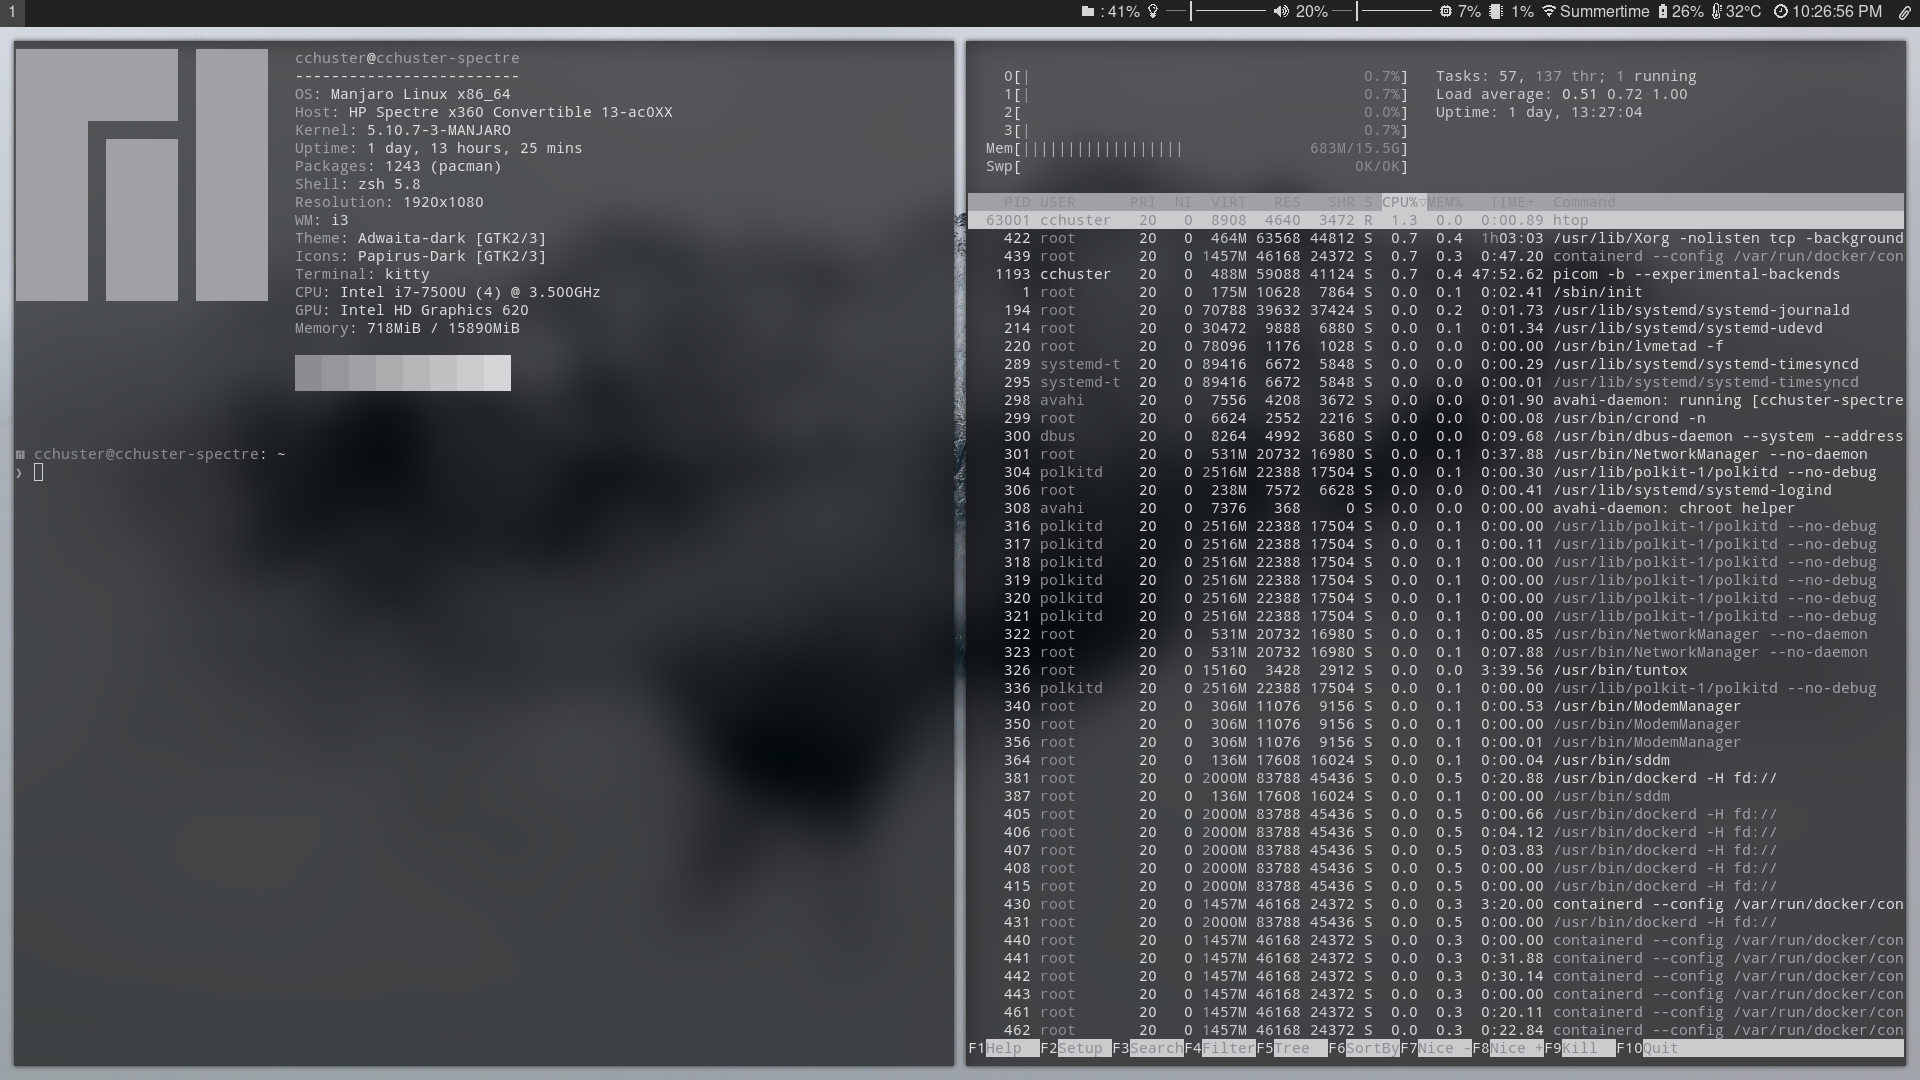 1
: 41% 20% 7% 1% Summertime 26% 32°C 10:26:56 PM
cchuster@cchuster-spectre
-------------------------
OS: Manjaro Linux x86_64
Host: HP Spectre x360 Convertible 13-ac0XX
Kernel: 5.10.7-3-MANJARO
Uptime: 1 day, 13 hours, 25 mins
Packages: 1243 (pacman)
Shell: zsh 5.8
Resolution: 1920x1080
WM: i3
Theme: Adwaita-dark [GTK2/3]
Icons: Papirus-Dark [GTK2/3]
Terminal: kitty
CPU: Intel i7-7500U (4) @ 3.500GHz
GPU: Intel HD Graphics 620
Memory: 718MiB / 15890MiB
cchuster@cchuster-spectre: ~
❯
0[| 0.7%]
1[| 0.7%]
2[ 0.0%]
3[| 0.7%]
Mem[|||||||||||||||||| 683M/15.5G]
Swp[ 0K/0K]
Tasks: 57, 137 thr; 1 running
Load average: 0.51 0.72 1.00
Uptime: 1 day, 13:27:04
PID USER PRI NI VIRT RES SHR S CPU%▽MEM% TIME+ Command
63001 cchuster 20 0 8908 4640 3472 R 1.3 0.0 0:00.89 htop
422 root 20 0 464M 63568 44812 S 0.7 0.4 1h03:03 /usr/lib/Xorg -nolisten tcp -background
439 root 20 0 1457M 46168 24372 S 0.7 0.3 0:47.20 containerd --config /var/run/docker/con
1193 cchuster 20 0 488M 59088 41124 S 0.7 0.4 47:52.62 picom -b --experimental-backends
1 root 20 0 175M 10628 7864 S 0.0 0.1 0:02.41 /sbin/init
194 root 20 0 70788 39632 37424 S 0.0 0.2 0:01.73 /usr/lib/systemd/systemd-journald
214 root 20 0 30472 9888 6880 S 0.0 0.1 0:01.34 /usr/lib/systemd/systemd-udevd
220 root 20 0 78096 1176 1028 S 0.0 0.0 0:00.00 /usr/bin/lvmetad -f
289 systemd-t 20 0 89416 6672 5848 S 0.0 0.0 0:00.29 /usr/lib/systemd/systemd-timesyncd
295 systemd-t 20 0 89416 6672 5848 S 0.0 0.0 0:00.01 /usr/lib/systemd/systemd-timesyncd
298 avahi 20 0 7556 4208 3672 S 0.0 0.0 0:01.90 avahi-daemon: running [cchuster-spectre
299 root 20 0 6624 2552 2216 S 0.0 0.0 0:00.08 /usr/bin/crond -n
300 dbus 20 0 8264 4992 3680 S 0.0 0.0 0:09.68 /usr/bin/dbus-daemon --system --address
301 root 20 0 531M 20732 16980 S 0.0 0.1 0:37.88 /usr/bin/NetworkManager --no-daemon
304 polkitd 20 0 2516M 22388 17504 S 0.0 0.1 0:00.30 /usr/lib/polkit-1/polkitd --no-debug
306 root 20 0 238M 7572 6628 S 0.0 0.0 0:00.41 /usr/lib/systemd/systemd-logind
308 avahi 20 0 7376 368 0 S 0.0 0.0 0:00.00 avahi-daemon: chroot helper
316 polkitd 20 0 2516M 22388 17504 S 0.0 0.1 0:00.00 /usr/lib/polkit-1/polkitd --no-debug
317 polkitd 20 0 2516M 22388 17504 S 0.0 0.1 0:00.11 /usr/lib/polkit-1/polkitd --no-debug
318 polkitd 20 0 2516M 22388 17504 S 0.0 0.1 0:00.00 /usr/lib/polkit-1/polkitd --no-debug
319 polkitd 20 0 2516M 22388 17504 S 0.0 0.1 0:00.00 /usr/lib/polkit-1/polkitd --no-debug
320 polkitd 20 0 2516M 22388 17504 S 0.0 0.1 0:00.00 /usr/lib/polkit-1/polkitd --no-debug
321 polkitd 20 0 2516M 22388 17504 S 0.0 0.1 0:00.00 /usr/lib/polkit-1/polkitd --no-debug
322 root 20 0 531M 20732 16980 S 0.0 0.1 0:00.85 /usr/bin/NetworkManager --no-daemon
323 root 20 0 531M 20732 16980 S 0.0 0.1 0:07.88 /usr/bin/NetworkManager --no-daemon
326 root 20 0 15160 3428 2912 S 0.0 0.0 3:39.56 /usr/bin/tuntox
336 polkitd 20 0 2516M 22388 17504 S 0.0 0.1 0:00.00 /usr/lib/polkit-1/polkitd --no-debug
340 root 20 0 306M 11076 9156 S 0.0 0.1 0:00.53 /usr/bin/ModemManager
350 root 20 0 306M 11076 9156 S 0.0 0.1 0:00.00 /usr/bin/ModemManager
356 root 20 0 306M 11076 9156 S 0.0 0.1 0:00.01 /usr/bin/ModemManager
364 root 20 0 136M 17608 16024 S 0.0 0.1 0:00.04 /usr/bin/sddm
381 root 20 0 2000M 83788 45436 S 0.0 0.5 0:20.88 /usr/bin/dockerd -H fd://
387 root 20 0 136M 17608 16024 S 0.0 0.1 0:00.00 /usr/bin/sddm
405 root 20 0 2000M 83788 45436 S 0.0 0.5 0:00.66 /usr/bin/dockerd -H fd://
406 root 20 0 2000M 83788 45436 S 0.0 0.5 0:04.12 /usr/bin/dockerd -H fd://
407 root 20 0 2000M 83788 45436 S 0.0 0.5 0:03.83 /usr/bin/dockerd -H fd://
408 root 20 0 2000M 83788 45436 S 0.0 0.5 0:00.00 /usr/bin/dockerd -H fd://
415 root 20 0 2000M 83788 45436 S 0.0 0.5 0:00.00 /usr/bin/dockerd -H fd://
430 root 20 0 1457M 46168 24372 S 0.0 0.3 3:20.00 containerd --config /var/run/docker/con
431 root 20 0 2000M 83788 45436 S 0.0 0.5 0:00.00 /usr/bin/dockerd -H fd://
440 root 20 0 1457M 46168 24372 S 0.0 0.3 0:00.00 containerd --config /var/run/docker/con
441 root 20 0 1457M 46168 24372 S 0.0 0.3 0:31.88 containerd --config /var/run/docker/con
442 root 20 0 1457M 46168 24372 S 0.0 0.3 0:30.14 containerd --config /var/run/docker/con
443 root 20 0 1457M 46168 24372 S 0.0 0.3 0:00.00 containerd --config /var/run/docker/con
461 root 20 0 1457M 46168 24372 S 0.0 0.3 0:20.11 containerd --config /var/run/docker/con
462 root 20 0 1457M 46168 24372 S 0.0 0.3 0:22.84 containerd --config /var/run/docker/con
F1Help F2Setup F3SearchF4FilterF5Tree F6SortByF7Nice -F8Nice +F9Kill F10Quit